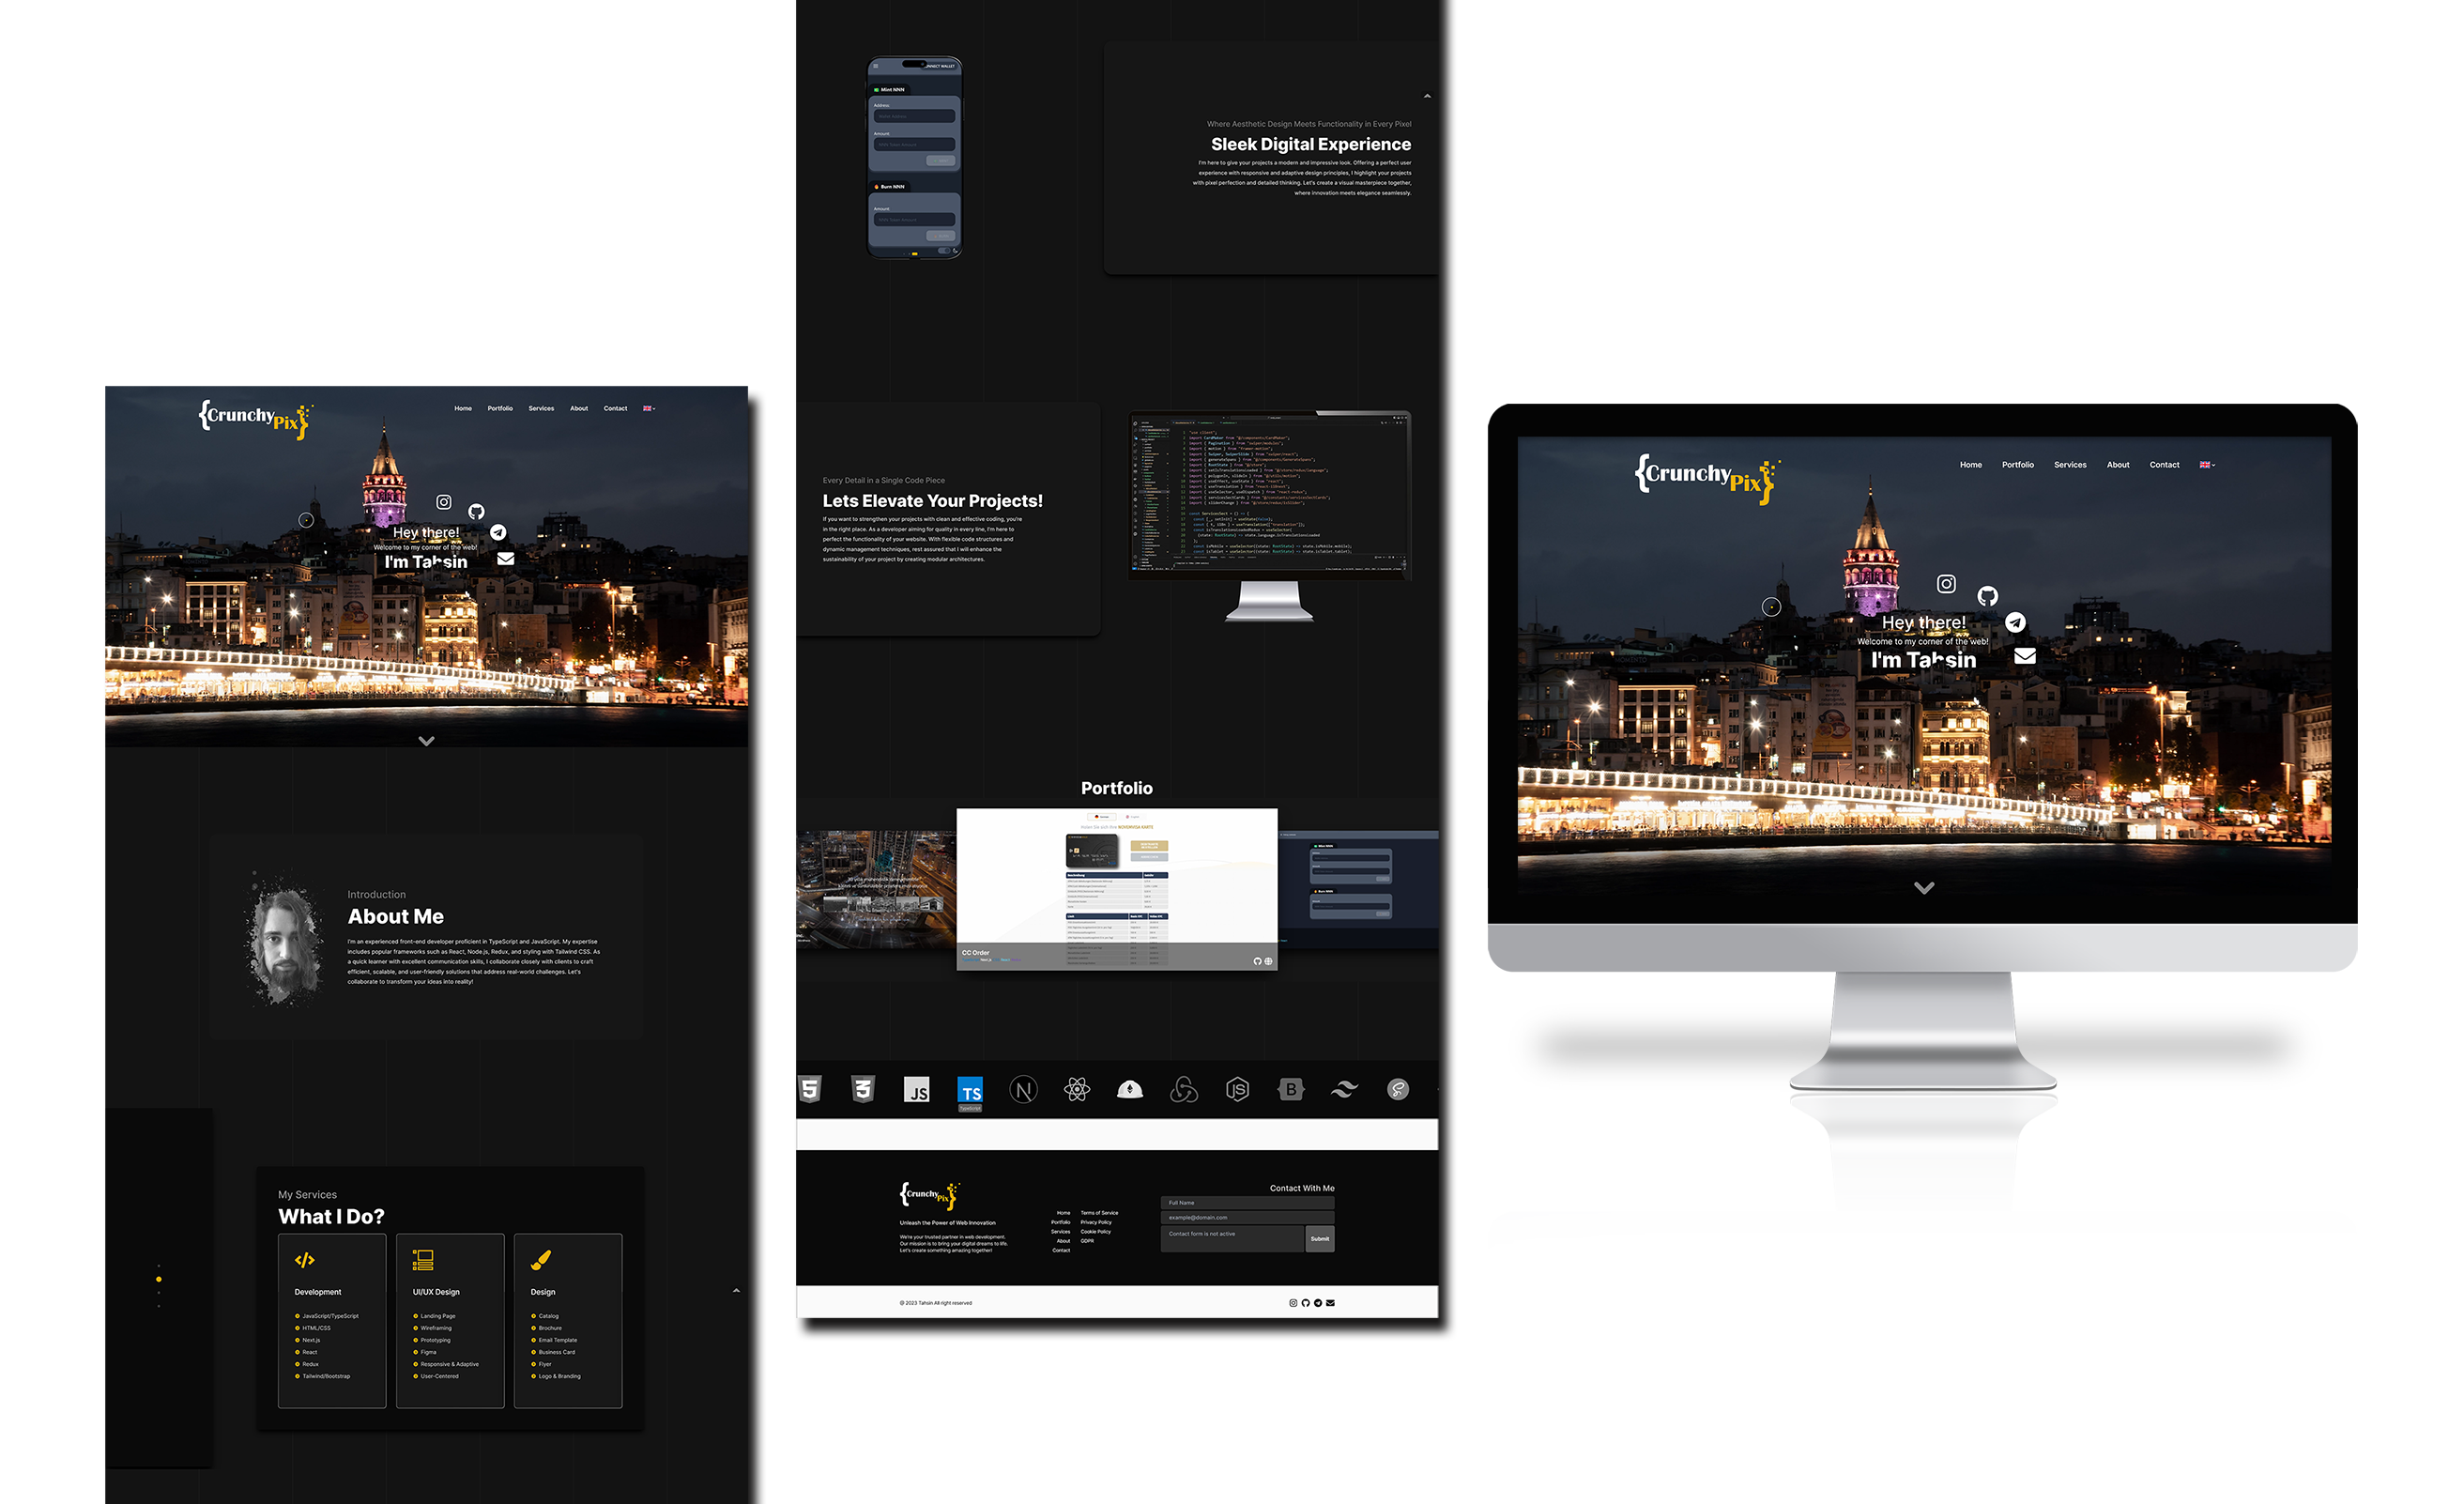 {CrunchyPix}
Home Portfolio Services About Contact
Hey there!
Welcome to my corner of the web!
I'm Tahsin
Introduction
About Me
I'm an experienced front-end developer proficient in TypeScript and JavaScript. My expertise
includes popular frameworks such as React, Node.js, Redux, and styling with Tailwind CSS. As
a quick learner with excellent communication skills, I collaborate closely with clients to craft
efficient, scalable, and user-friendly solutions that address real-world challenges. Let's
collaborate to transform your ideas into reality!
My Services
What I Do?
Development
JavaScript/TypeScript
HTML/CSS
Next.js
React
Redux
Tailwind/Bootstrap
UI/UX Design
Landing Page
Wireframing
Prototyping
Figma
Responsive & Adaptive
User-Centered
Design
Catalog
Brochure
Email Template
Business Card
Flyer
Logo & Branding
Mint NNN
Address
Amount
Burn NNN
Amount
Where Aesthetic Design Meets Functionality in Every Pixel
Sleek Digital Experience
I'm here to give your projects a modern and impressive look. Offering a perfect user
experience with responsive and adaptive design principles, I highlight your projects
with pixel perfection and detailed thinking. Let's create a visual masterpiece together,
where innovation meets elegance seamlessly.
Every Detail in a Single Code Piece
Lets Elevate Your Projects!
If you want to strengthen your projects with clean and effective coding, you're
in the right place. As a developer aiming for quality in every line, I'm here to
perfect the functionality of your website. With flexible code structures and
dynamic management techniques, rest assured that I will enhance the
sustainability of your project by creating modular architectures.
Portfolio
CC Order
Mint NNN
Burn NNN
5 3 JS TS N JS B
TypeScript
{CrunchyPix}
Unleash the Power of Web Innovation
We're your trusted partner in web development.
Our mission is to bring your digital dreams to life.
Let's create something amazing together!
Home
Portfolio
Services
About
Contact
Terms of Service
Privacy Policy
Cookie Policy
GDPR
Contact With Me
Full Name
example@domain.com
Contact form is not active
Submit
© 2023 Tahsin All right reserved
{CrunchyPix}
Home Portfolio Services About Contact
Hey there!
Welcome to my corner of the web!
I'm Tahsin